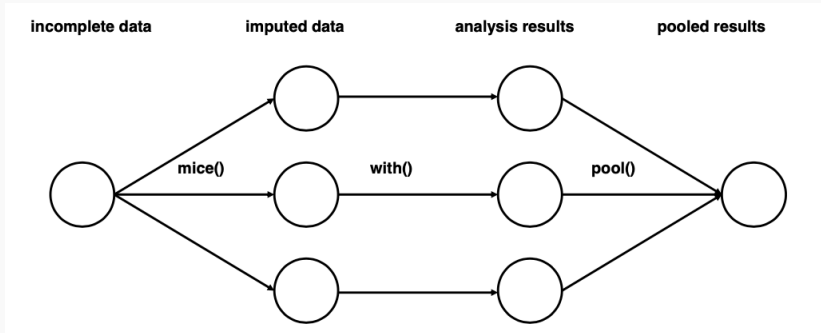 incomplete data
imputed data
analysis results
pooled results
mice()
with()
pool()